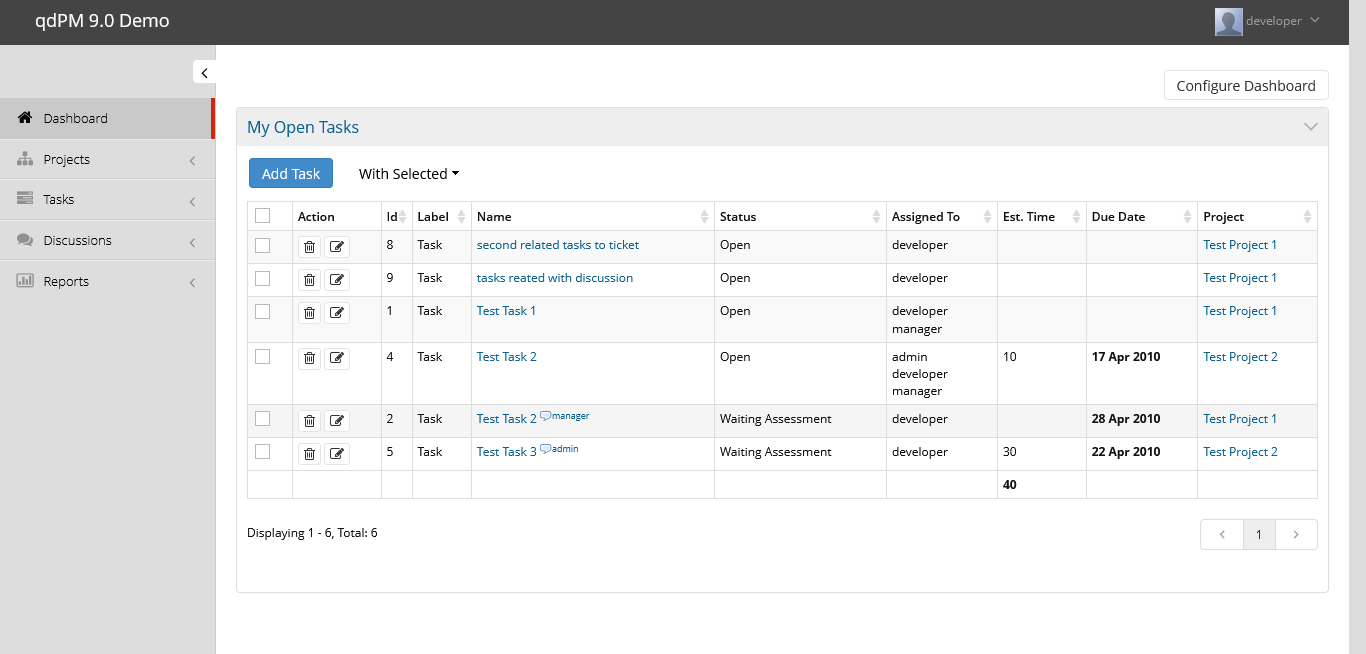 qdPM 9.0 Demo
developer
Configure Dashboard
Dashboard
Projects
Tasks
Discussions
Reports
My Open Tasks
Add Task With Selected
Action Id Label Name Status Assigned To Est. Time Due Date Project
8 Task second related tasks to ticket Open developer Test Project 1
9 Task tasks reated with discussion Open developer Test Project 1
1 Task Test Task 1 Open developer Test Project 1
manager
4 Task Test Task 2 Open admin 10 17 Apr 2010 Test Project 2
developer
manager
2 Task Test Task 2 manager Waiting Assessment developer 28 Apr 2010 Test Project 1
5 Task Test Task 3 admin Waiting Assessment developer 30 22 Apr 2010 Test Project 2
40
Displaying 1 - 6, Total: 6
1